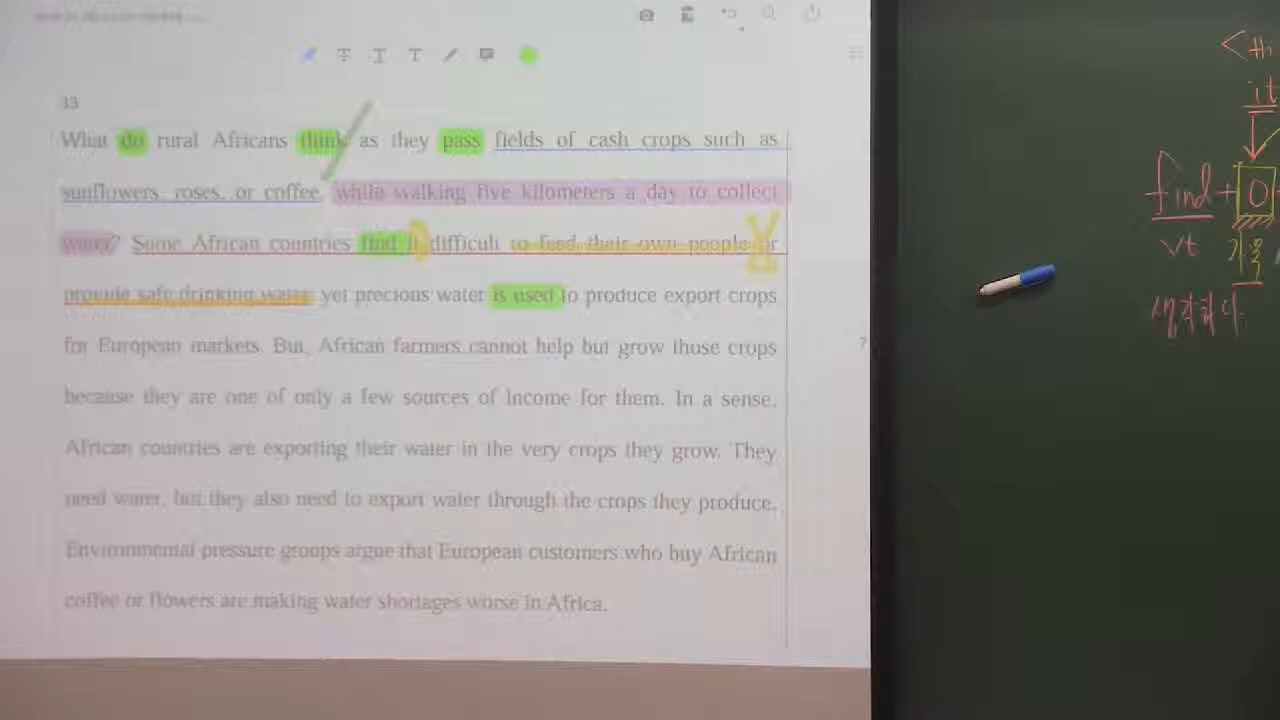 33
What do rural Africans think as they pass fields of cash crops such as
sunflowers, roses, or coffee, while walking five kilometers a day to collect
water? Some African countries find it difficult to feed their own people or
provide safe drinking water, yet precious water is used to produce export crops
for European markets. But, African farmers cannot help but grow those crops
because they are one of only a few sources of income for them. In a sense,
African countries are exporting their water in the very crops they grow. They
need water, but they also need to export water through the crops they produce.
Environmental pressure groups argue that European customers who buy African
coffee or flowers are making water shortages worse in Africa.
7
it
find + O
vt
생각하다